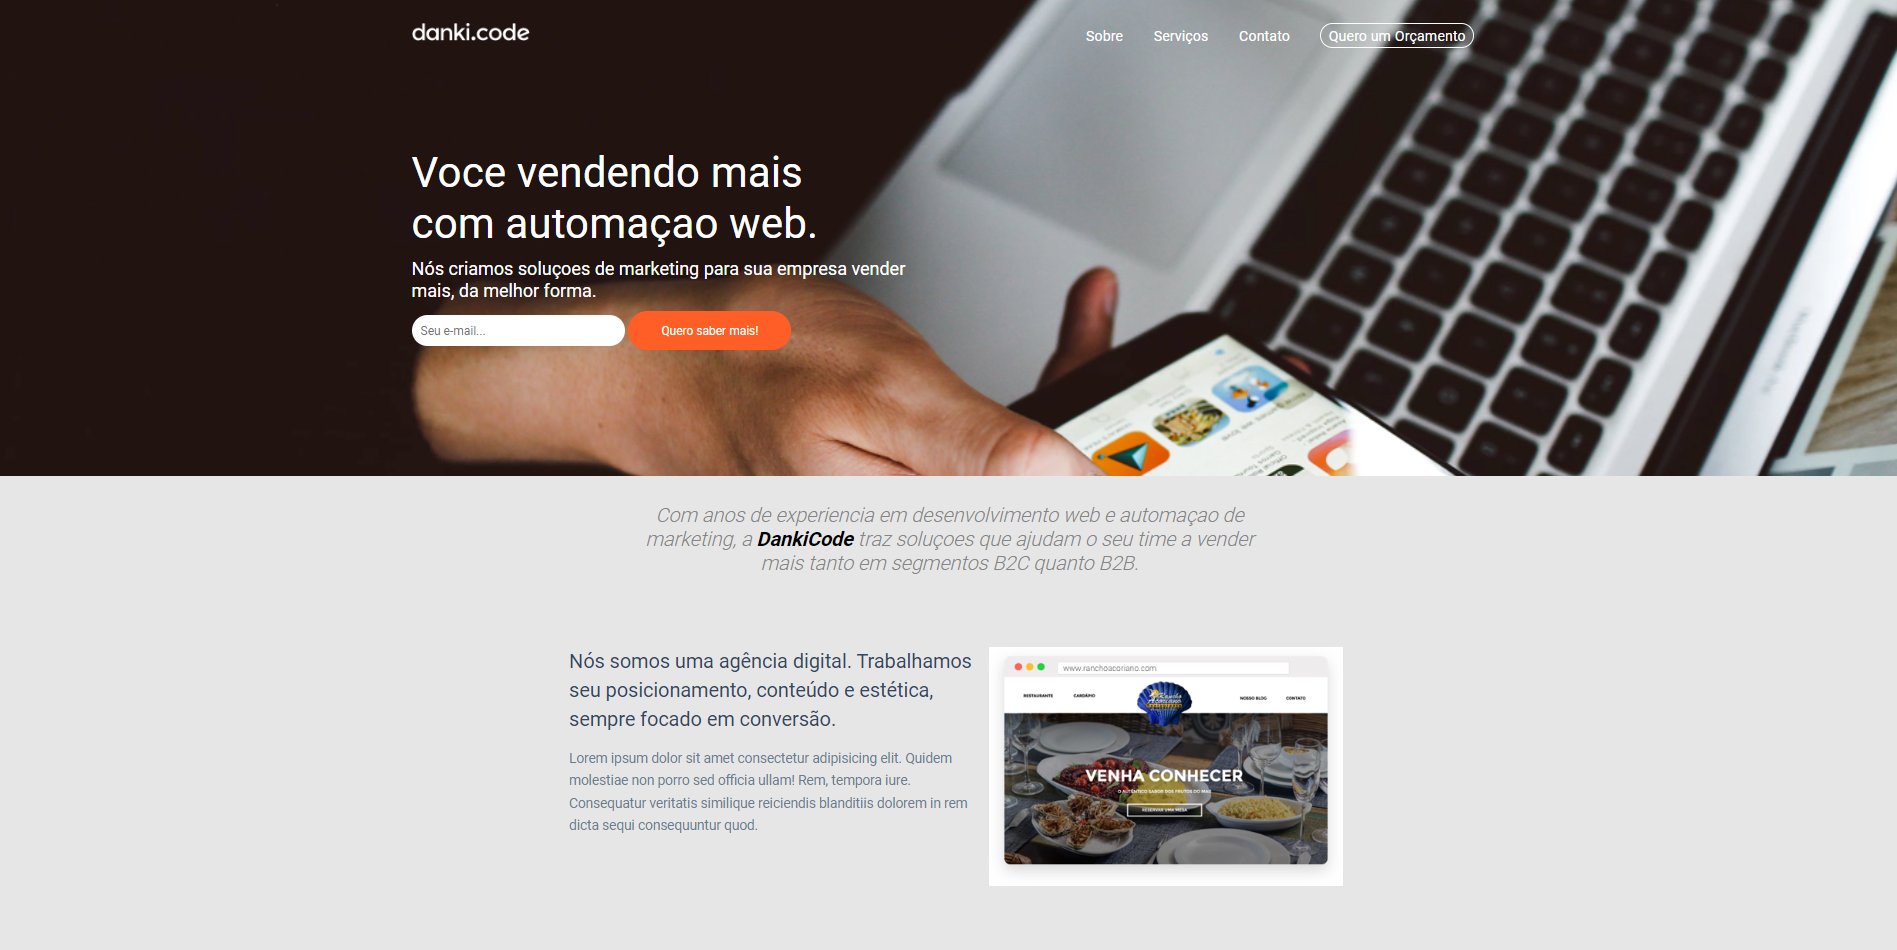 danki.code
Sobre
Serviços
Contato
Quero um Orçamento
Voce vendendo mais
com automaçao web.
Nós criamos soluçoes de marketing para sua empresa vender
mais, da melhor forma.
Seu e-mail...
Quero saber mais!
Com anos de experiencia em desenvolvimento web e automaçao de
marketing, a DankiCode traz soluçoes que ajudam o seu time a vender
mais tanto em segmentos B2C quanto B2B.
Nós somos uma agência digital. Trabalhamos
seu posicionamento, conteúdo e estética,
sempre focado em conversão.
Lorem ipsum dolor sit amet consectetur adipisicing elit. Quidem
molestiae non porro sed officia ullam! Rem, tempora iure.
Consequatur veritatis similique reiciendis blanditiis dolorem in rem
dicta sequi consequuntur quod.
www.ranchoacoriano.com
RESTAURANTE
CARDÁPIO
NOSSO BLOG
CONTATO
VENHA CONHECER
O AUTÊNTICO SABOR DOS FRUTOS DO MAR
RESERVAR UMA MESA